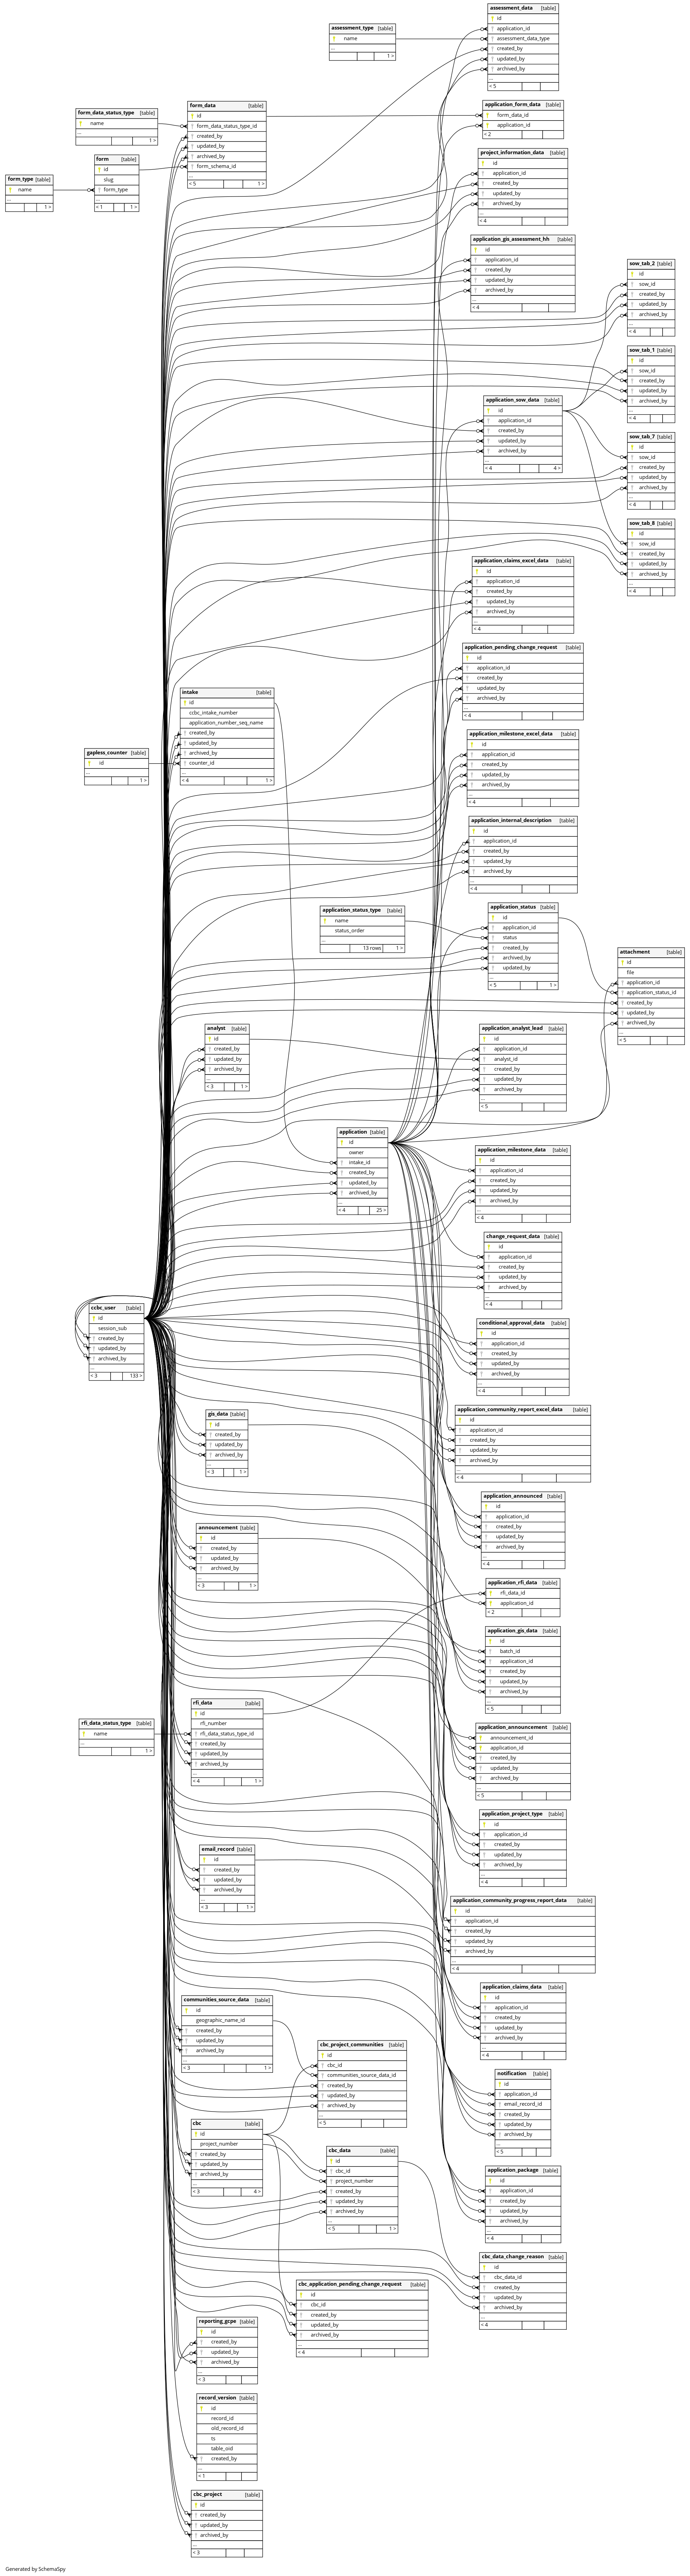 assessment_data [table]
id
application_id
assessment_data_type
created_by
updated_by
archived_by
...
< 5
assessment_type [table]
name
...
1 >
form_data_status_type [table]
name
...
1 >
form_data [table]
id
form_data_status_type_id
created_by
updated_by
archived_by
form_schema_id
...
< 5 1 >
application_form_data [table]
form_data_id
application_id
< 2
form [table]
id
slug
form_type
...
< 1 1 >
form_type [table]
name
...
1 >
project_information_data [table]
id
application_id
created_by
updated_by
archived_by
...
< 4
application_gis_assessment_hh [table]
id
application_id
created_by
updated_by
archived_by
...
< 4
sow_tab_2 [table]
id
sow_id
created_by
updated_by
archived_by
...
< 4
sow_tab_1 [table]
id
sow_id
created_by
updated_by
archived_by
...
< 4
application_sow_data [table]
id
application_id
created_by
updated_by
archived_by
...
< 4 4 >
sow_tab_7 [table]
id
sow_id
created_by
updated_by
archived_by
...
< 4
sow_tab_8 [table]
id
sow_id
created_by
updated_by
archived_by
...
< 4
application_claims_excel_data [table]
id
application_id
created_by
updated_by
archived_by
...
< 4
application_pending_change_request [table]
id
application_id
created_by
updated_by
archived_by
...
< 4
intake [table]
id
ccbc_intake_number
application_number_seq_name
created_by
updated_by
archived_by
counter_id
...
< 4 1 >
gapless_counter [table]
id
...
1 >
application_milestone_excel_data [table]
id
application_id
created_by
updated_by
archived_by
...
< 4
application_internal_description [table]
id
application_id
created_by
updated_by
archived_by
...
< 4
application_status_type [table]
name
status_order
...
13 rows 1 >
application_status [table]
id
application_id
status
created_by
archived_by
updated_by
...
< 5 1 >
attachment [table]
id
file
application_id
application_status_id
created_by
updated_by
archived_by
...
< 5
analyst [table]
id
created_by
updated_by
archived_by
...
< 3 1 >
application_analyst_lead [table]
id
application_id
analyst_id
created_by
updated_by
archived_by
...
< 5
application [table]
id
owner
intake_id
created_by
updated_by
archived_by
...
< 4 25 >
application_milestone_data [table]
id
application_id
created_by
updated_by
archived_by
...
< 4
change_request_data [table]
id
application_id
created_by
updated_by
archived_by
...
< 4
ccbc_user [table]
id
session_sub
created_by
updated_by
archived_by
...
< 3 133 >
conditional_approval_data [table]
id
application_id
created_by
updated_by
archived_by
...
< 4
gis_data [table]
id
created_by
updated_by
archived_by
...
< 3 1 >
application_community_report_excel_data [table]
id
application_id
created_by
updated_by
archived_by
...
< 4
application_announced [table]
id
application_id
created_by
updated_by
archived_by
...
< 4
announcement [table]
id
created_by
updated_by
archived_by
...
< 3 1 >
application_rfi_data [table]
rfi_data_id
application_id
< 2
application_gis_data [table]
id
batch_id
application_id
created_by
updated_by
archived_by
...
< 5
rfi_data [table]
id
rfi_number
rfi_data_status_type_id
created_by
updated_by
archived_by
...
< 4 1 >
rfi_data_status_type [table]
name
...
1 >
application_announcement [table]
announcement_id
application_id
created_by
updated_by
archived_by
...
< 5
application_project_type [table]
id
application_id
created_by
updated_by
archived_by
...
< 4
email_record [table]
id
created_by
updated_by
archived_by
...
< 3 1 >
application_community_progress_report_data [table]
id
application_id
created_by
updated_by
archived_by
...
< 4
application_claims_data [table]
id
application_id
created_by
updated_by
archived_by
...
< 4
communities_source_data [table]
id
geographic_name_id
created_by
updated_by
archived_by
...
< 3 1 >
cbc_project_communities [table]
id
cbc_id
communities_source_data_id
created_by
updated_by
archived_by
...
< 5
notification [table]
id
application_id
email_record_id
created_by
updated_by
archived_by
...
< 5
cbc [table]
id
project_number
created_by
updated_by
archived_by
...
< 3 4 >
cbc_data [table]
id
cbc_id
project_number
created_by
updated_by
archived_by
...
< 5 1 >
application_package [table]
id
application_id
created_by
updated_by
archived_by
...
< 4
cbc_data_change_reason [table]
id
cbc_data_id
created_by
updated_by
archived_by
...
< 4
cbc_application_pending_change_request [table]
id
cbc_id
created_by
updated_by
archived_by
...
< 4
reporting_gcpe [table]
id
created_by
updated_by
archived_by
...
< 3
record_version [table]
id
record_id
old_record_id
ts
table_oid
created_by
...
< 1
cbc_project [table]
id
created_by
updated_by
archived_by
...
< 3
Generated by SchemaSpy